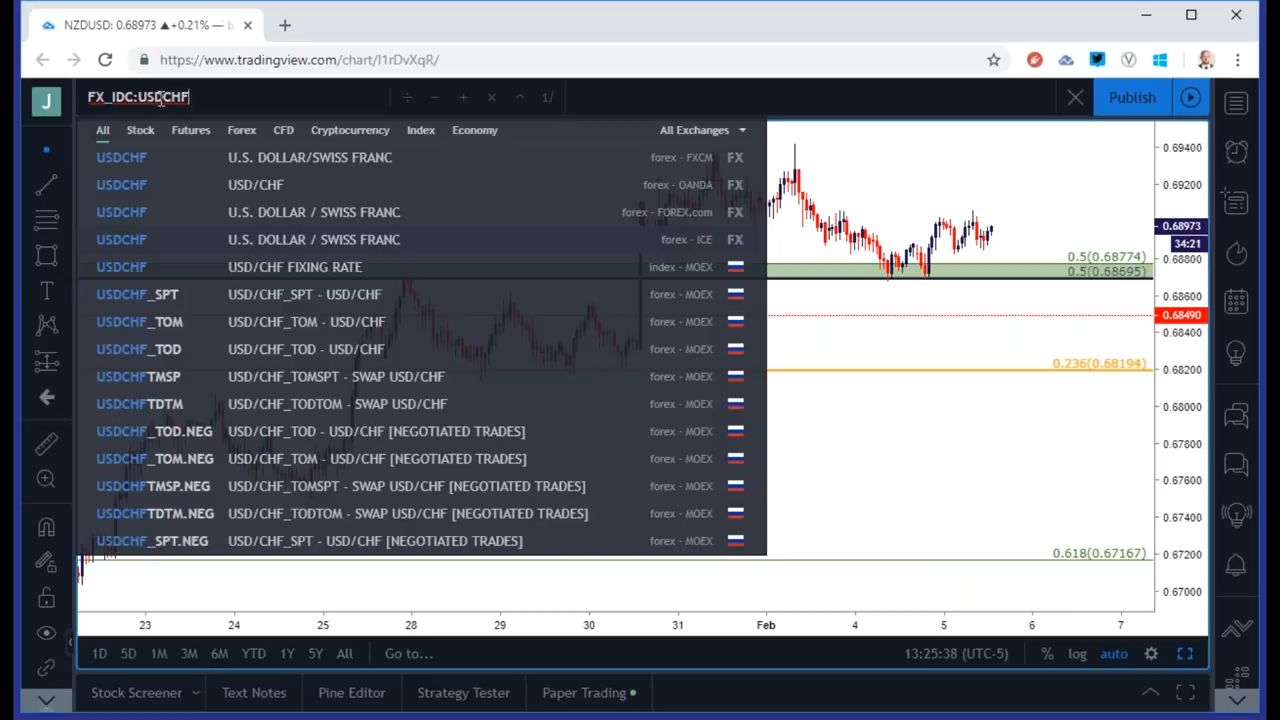 NZDUSD: 0.68973 ▲+0.21% —
https://www.tradingview.com/chart/l1rDvXqR/
J
FX_IDC:USDCHF
÷ − + × ^ 1/
Publish
All Stock Futures Forex CFD Cryptocurrency Index Economy All Exchanges
USDCHF U.S. DOLLAR/SWISS FRANC forex - FXCM FX
USDCHF USD/CHF forex - OANDA FX
USDCHF U.S. DOLLAR / SWISS FRANC forex - FOREX.com FX
USDCHF U.S. DOLLAR / SWISS FRANC forex - ICE FX
USDCHF USD/CHF FIXING RATE index - MOEX
USDCHF_SPT USD/CHF_SPT - USD/CHF forex - MOEX
USDCHF_TOM USD/CHF_TOM - USD/CHF forex - MOEX
USDCHF_TOD USD/CHF_TOD - USD/CHF forex - MOEX
USDCHFTMSP USD/CHF_TOMSPT - SWAP USD/CHF forex - MOEX
USDCHFTDTM USD/CHF_TODTOM - SWAP USD/CHF forex - MOEX
USDCHF_TOD.NEG USD/CHF_TOD - USD/CHF [NEGOTIATED TRADES] forex - MOEX
USDCHF_TOM.NEG USD/CHF_TOM - USD/CHF [NEGOTIATED TRADES] forex - MOEX
USDCHFTMSP.NEG USD/CHF_TOMSPT - SWAP USD/CHF [NEGOTIATED TRADES] forex - MOEX
USDCHFTDTM.NEG USD/CHF_TODTOM - SWAP USD/CHF [NEGOTIATED TRADES] forex - MOEX
USDCHF_SPT.NEG USD/CHF_SPT - USD/CHF [NEGOTIATED TRADES] forex - MOEX
0.69400
0.69200
0.68973
34:21
0.5(0.68774)
0.68800
0.5(0.68695)
0.68600
0.68490
0.68400
0.236(0.68194)
0.68200
0.68000
0.67800
0.67600
0.67400
0.618(0.67167)
0.67200
0.67000
23 24 25 28 29 30 31 Feb 4 5 6 7
1D 5D 1M 3M 6M YTD 1Y 5Y All Go to... 13:25:38 (UTC-5) % log auto
Stock Screener Text Notes Pine Editor Strategy Tester Paper Trading